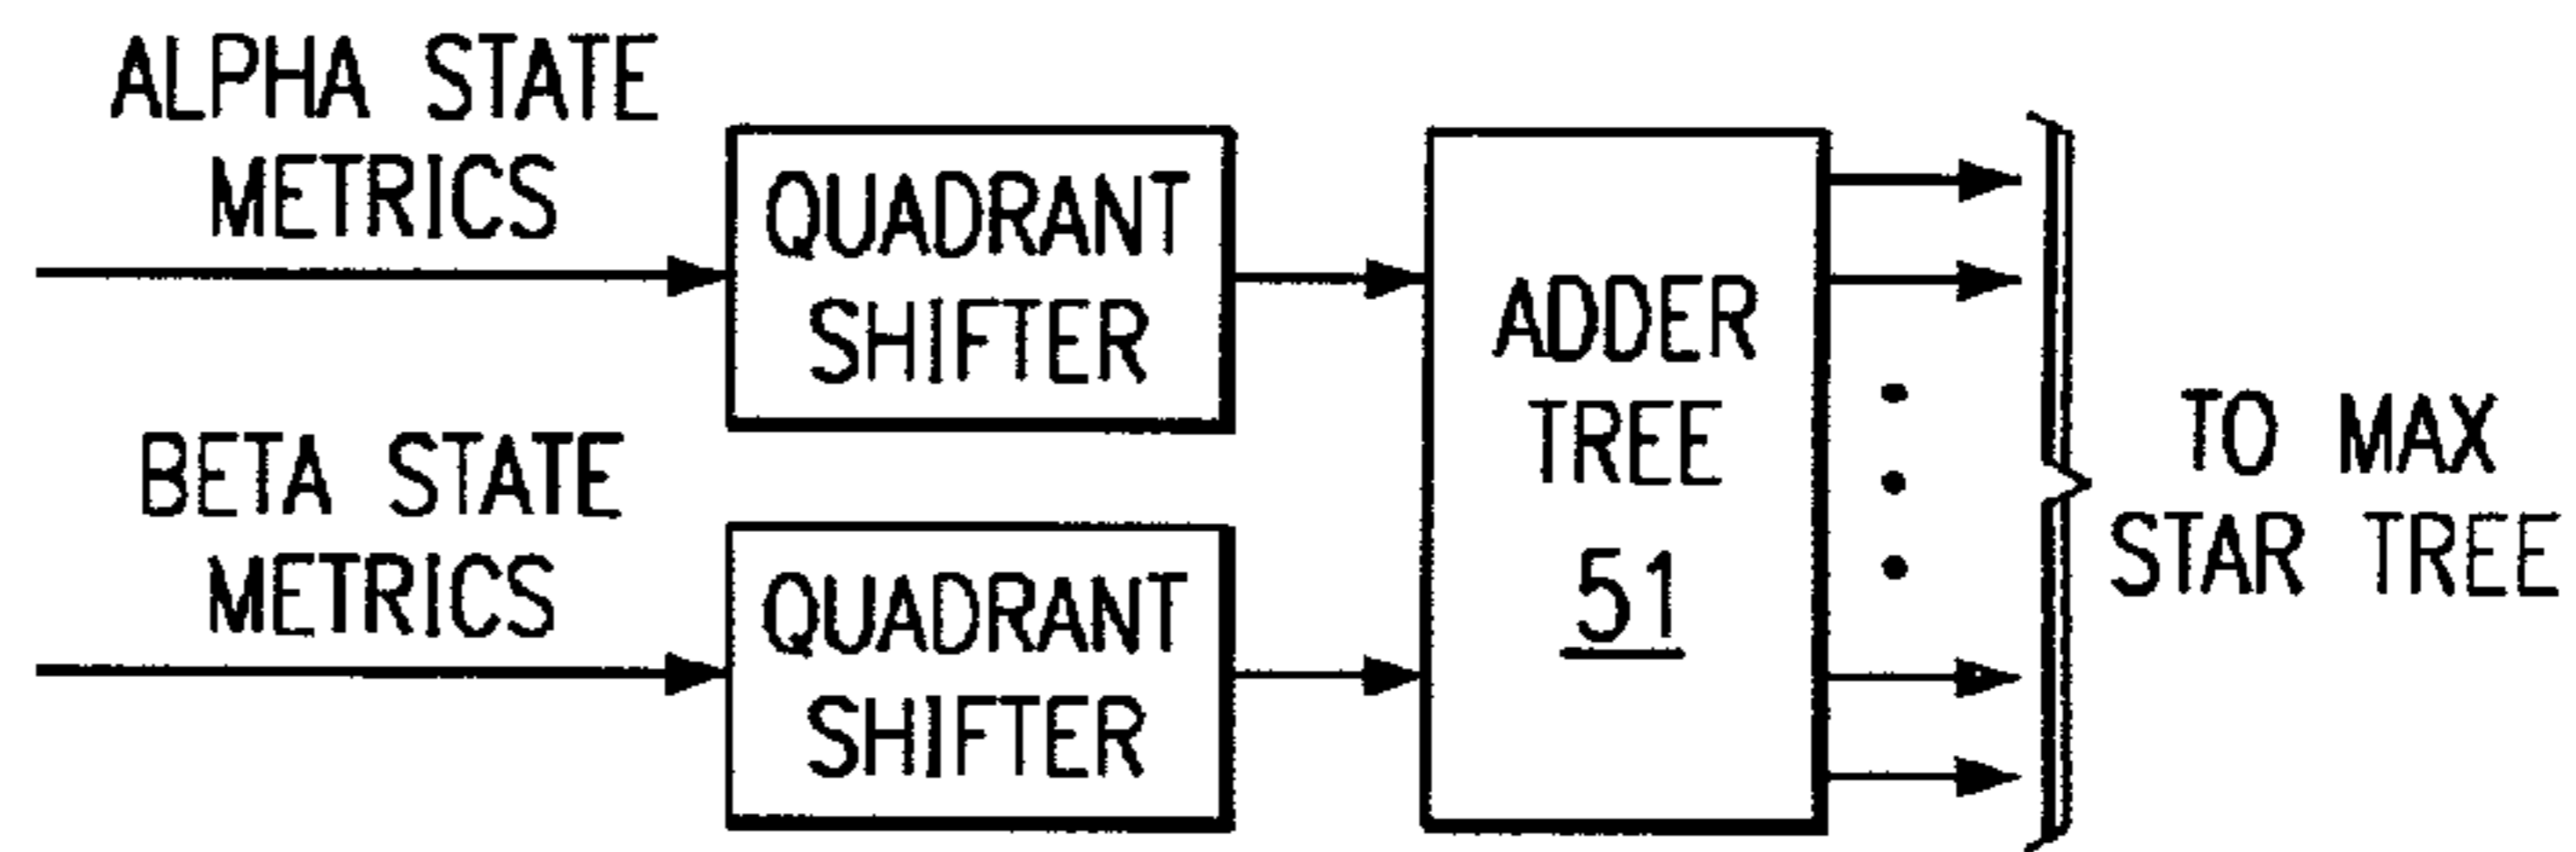 ALPHA STATE
METRICS
QUADRANT
SHIFTER
BETA STATE
METRICS
QUADRANT
SHIFTER
ADDER
TREE
51
TO MAX
STAR TREE